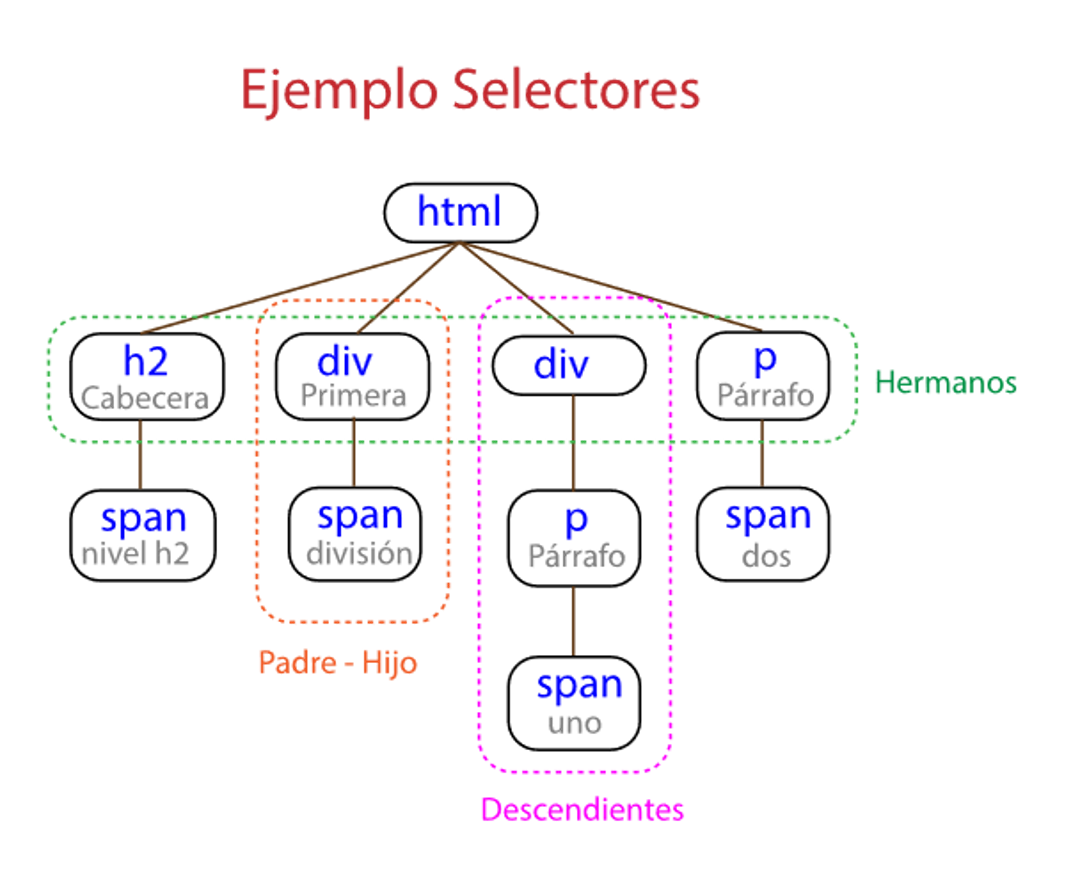 Ejemplo Selectores
html
h2
Cabecera
div
Primera
div
p
Párrafo
Hermanos
span
nivel h2
span
división
p
Párrafo
span
dos
Padre - Hijo
span
uno
Descendientes